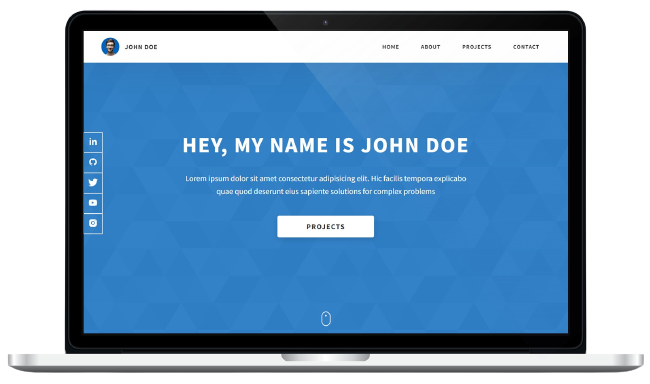 JOHN DOE
HOME
ABOUT
PROJECTS
CONTACT
HEY, MY NAME IS JOHN DOE
Lorem ipsum dolor sit amet consectetur adipisicing elit. Hic facilis tempora explicabo
quae quod deserunt eius sapiente solutions for complex problems
PROJECTS
in